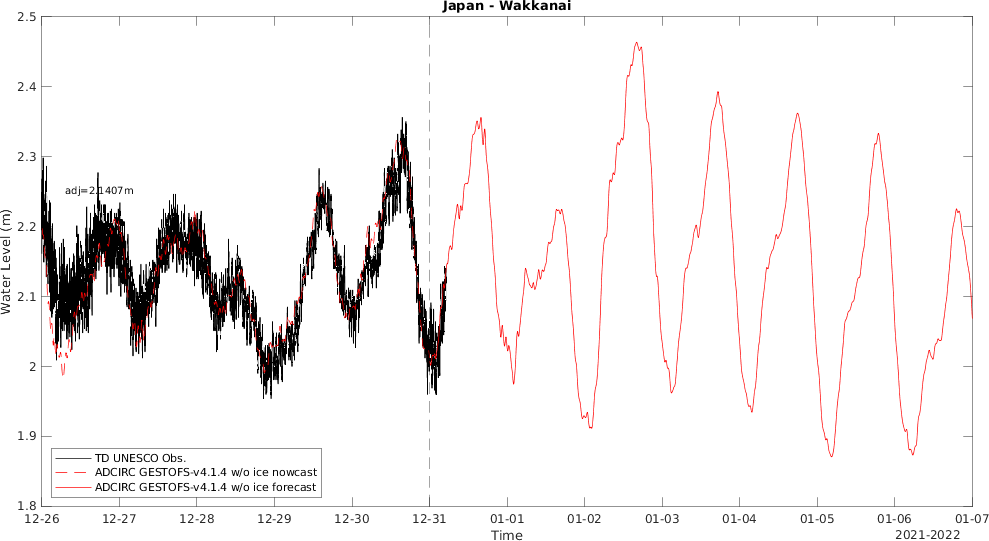 Japan - Wakkanai
Water Level (m)
2.5
2.4
2.3
2.2
2.1
2
1.9
1.8
adj=2.1407m
TD UNESCO Obs.
ADCIRC GESTOFS-v4.1.4 w/o ice nowcast
ADCIRC GESTOFS-v4.1.4 w/o ice forecast
12-26 12-27 12-28 12-29 12-30 12-31 01-01 01-02 01-03 01-04 01-05 01-06 01-07
Time
2021-2022